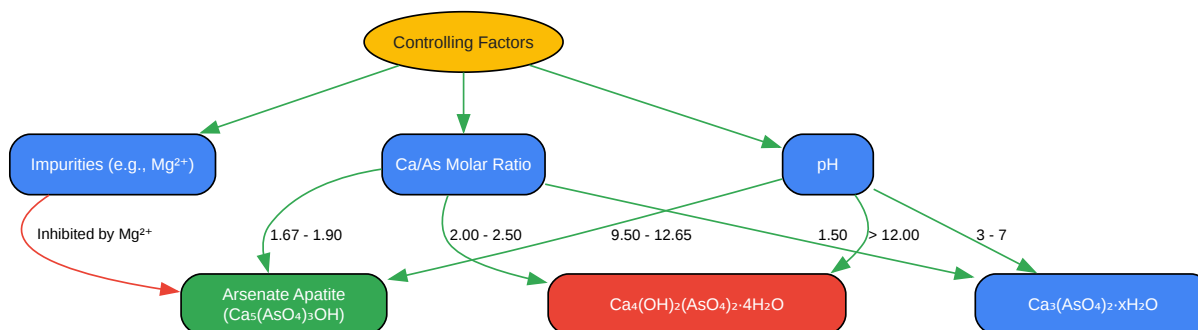 Controlling Factors
Impurities (e.g., Mg²⁺)
Ca/As Molar Ratio
pH
Inhibited by Mg²⁺
1.67 - 1.90
2.00 - 2.50
9.50 - 12.65
1.50
> 12.00
3 - 7
Arsenate Apatite
(Ca₅(AsO₄)₃OH)
Ca₄(OH)₂(AsO₄)₂·4H₂O
Ca₃(AsO₄)₂·xH₂O